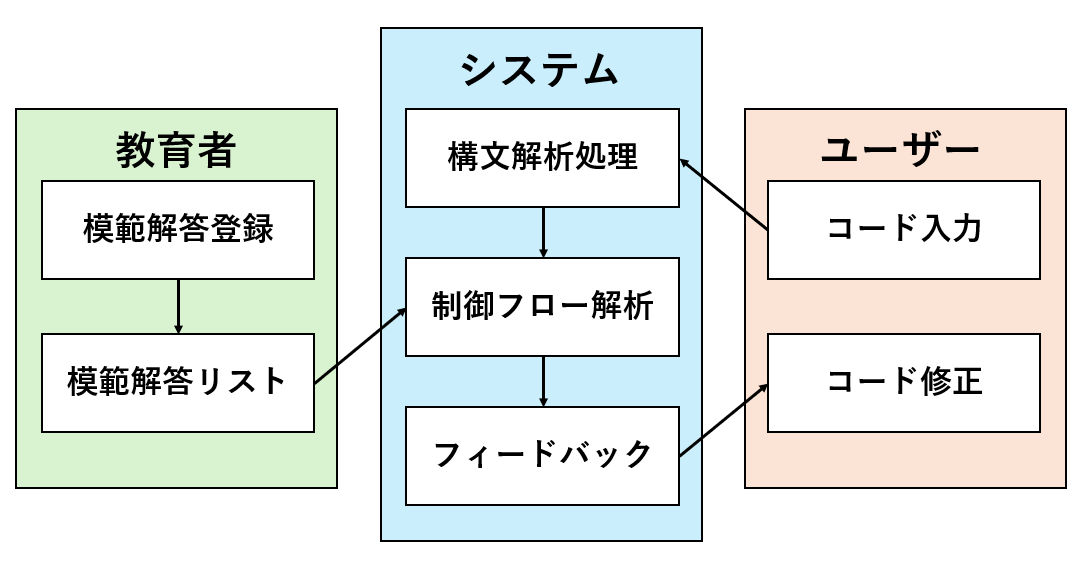 教育者
模範解答登録
模範解答リスト
システム
構文解析処理
制御フロー解析
フィードバック
ユーザー
コード入力
コード修正